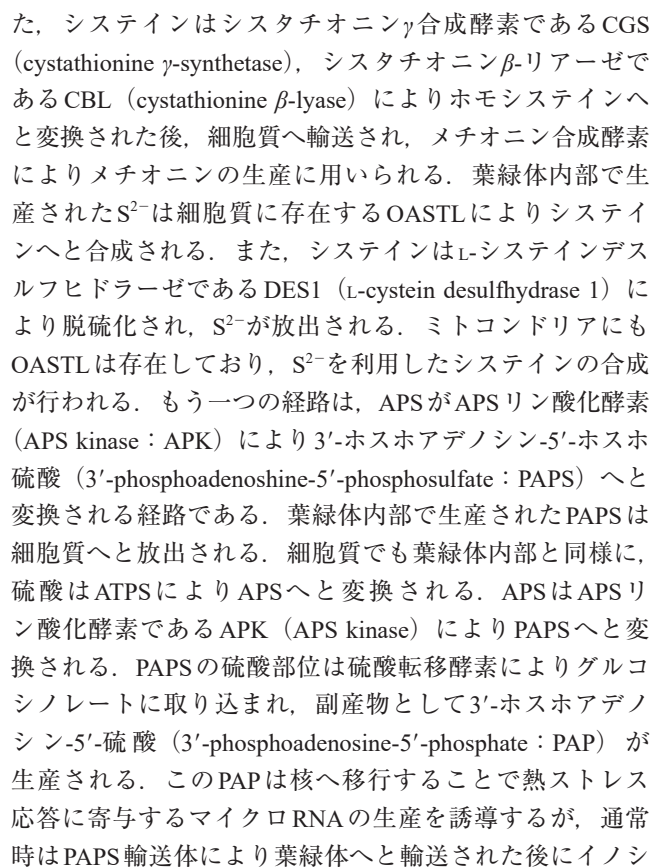 た，システインはシスタチオニンγ合成酵素であるCGS
(cystathionine γ-synthetase)，シスタチオニンβ-リアーゼで
あるCBL（cystathionine β-lyase）によりホモシステインへ
と変換された後，細胞質へ輸送され，メチオニン合成酵素
によりメチオニンの生産に用いられる．葉緑体内部で生
産されたS²⁻は細胞質に存在するOASTLによりシステイ
ンへと合成される．また，システインはL-システインデス
ルフヒドラーゼであるDES1（L-cystein desulfhydrase 1）に
より脱硫化され，S²⁻が放出される．ミトコンドリアにも
OASTLは存在しており，S²⁻を利用したシステインの合成
が行われる．もう一つの経路は，APSがAPSリン酸化酵素
（APS kinase：APK）により3′-ホスホアデノシン-5′-ホスホ
硫酸（3′-phosphoadenoshine-5′-phosphosulfate：PAPS）へと
変換される経路である．葉緑体内部で生産されたPAPSは
細胞質へと放出される．細胞質でも葉緑体内部と同様に，
硫酸はATPSによりAPSへと変換される．APSはAPSリ
ン酸化酵素であるAPK（APS kinase）によりPAPSへと変
換される．PAPSの硫酸部位は硫酸転移酵素によりグルコ
シノレートに取り込まれ，副産物として3′-ホスホアデノ
シン-5′-硫酸（3′-phosphoadenosine-5′-phosphate：PAP）が
生産される．このPAPは核へ移行することで熱ストレス
応答に寄与するマイクロRNAの生産を誘導するが，通常
時はPAPS輸送体により葉緑体へと輸送された後にイノシ